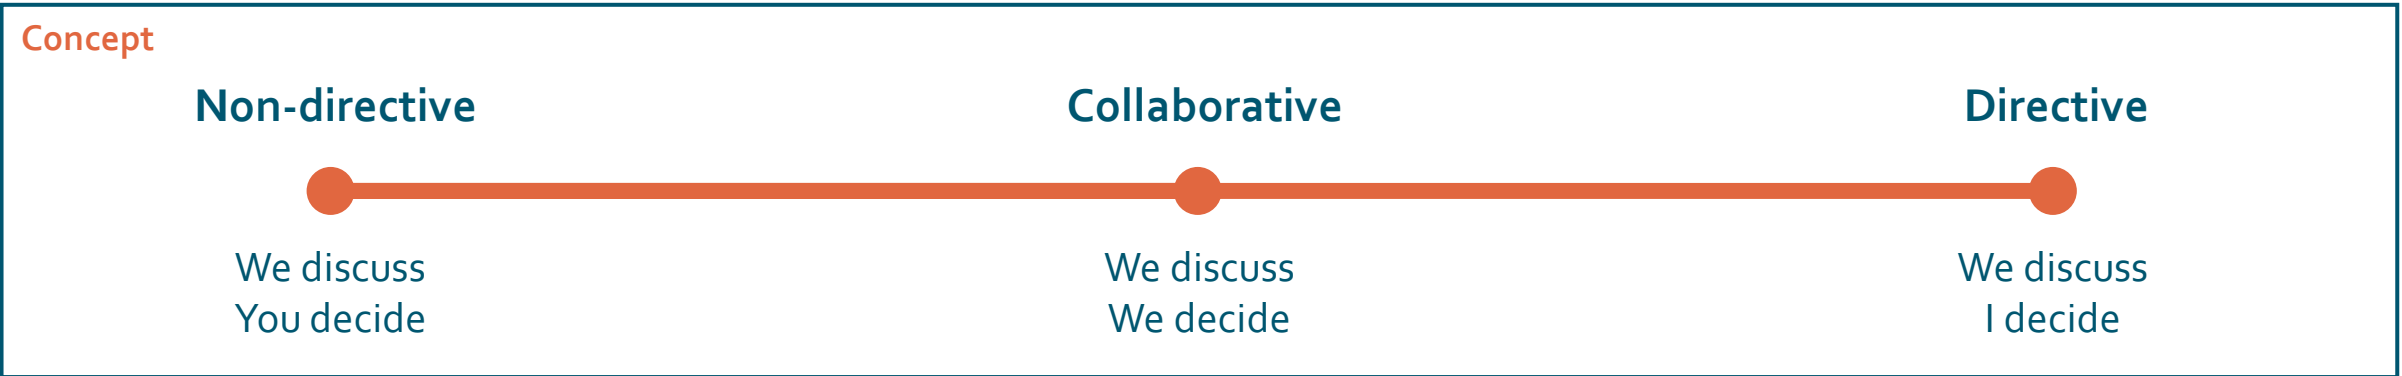 Concept
Non-directive
Collaborative
Directive
We discuss
You decide
We discuss
We decide
We discuss
I decide